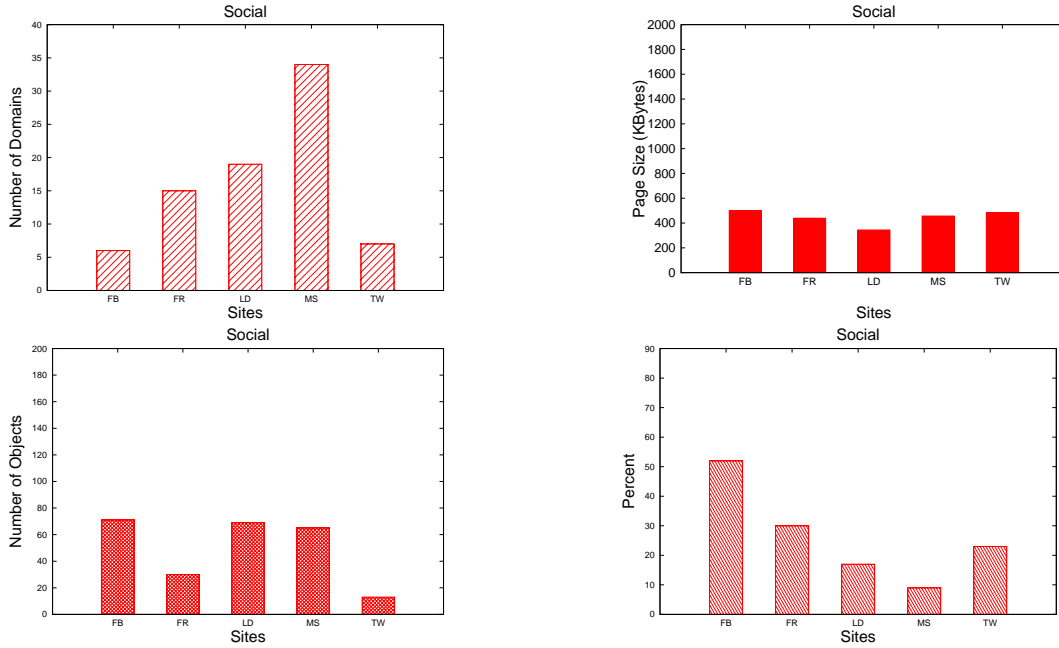 Social
Number of Domains
40
35
30
25
20
15
10
5
0
FB FR LD MS TW
Sites
Social
Page Size (KBytes)
2000
1800
1600
1400
1200
1000
800
600
400
200
0
FB FR LD MS TW
Sites
Social
Number of Objects
200
180
160
140
120
100
80
60
40
20
0
FB FR LD MS TW
Sites
Social
Percent
90
80
70
60
50
40
30
20
10
0
FB FR LD MS TW
Sites